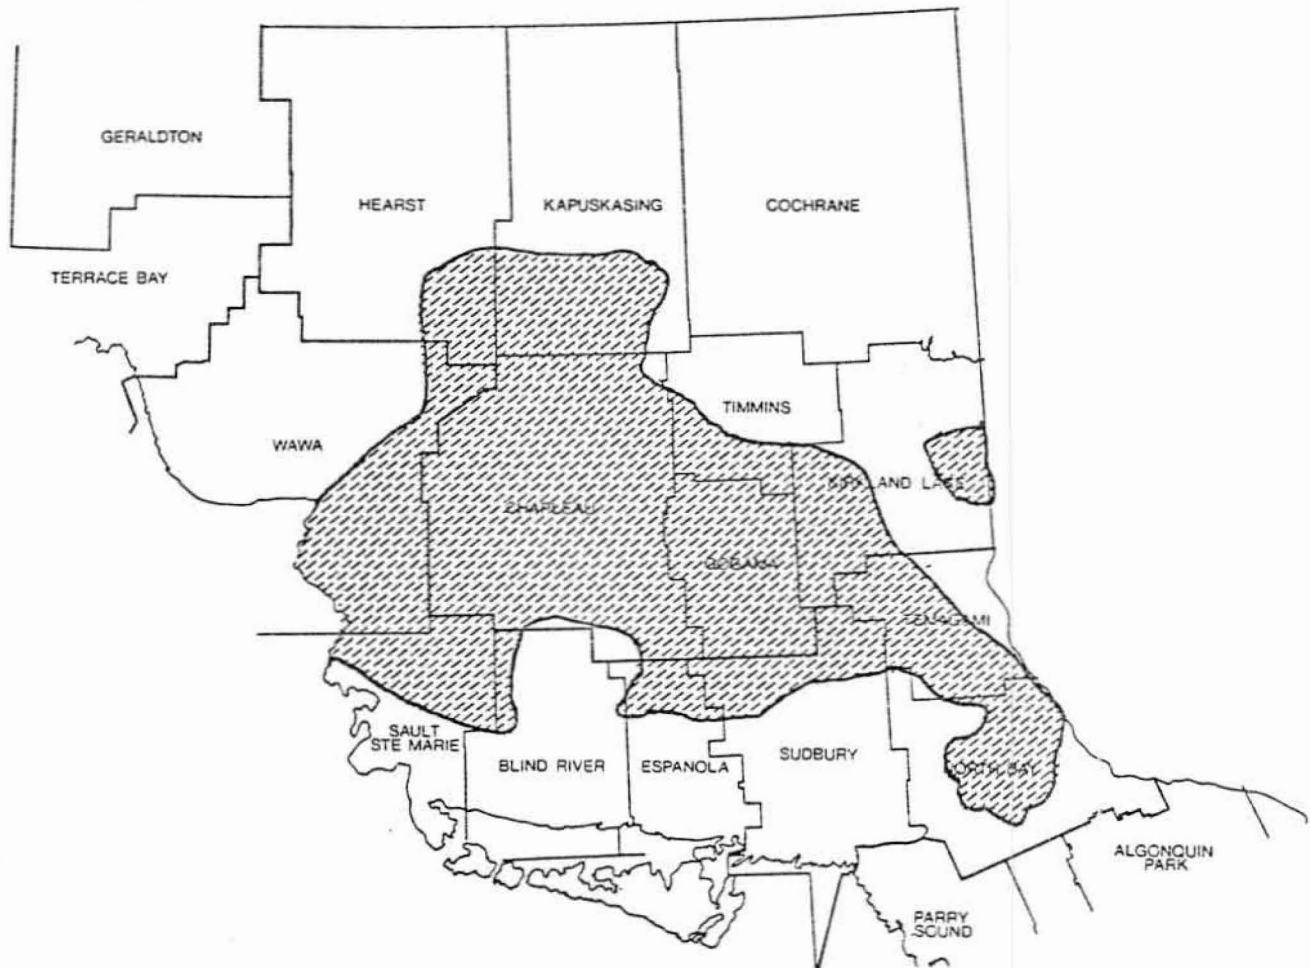 GERALDTON
HEARST
KAPUSKASING
COCHRANE
TERRACE BAY
TIMMINS
WAWA
KIRKLAND LAKE
CHAPLEAU
GOGAMA
TEMAGAMI
SAULT
STE MARIE
BLIND RIVER
ESPANOLA
SUDBURY
NORTH BAY
ALGONQUIN
PARK
PARRY
SOUND